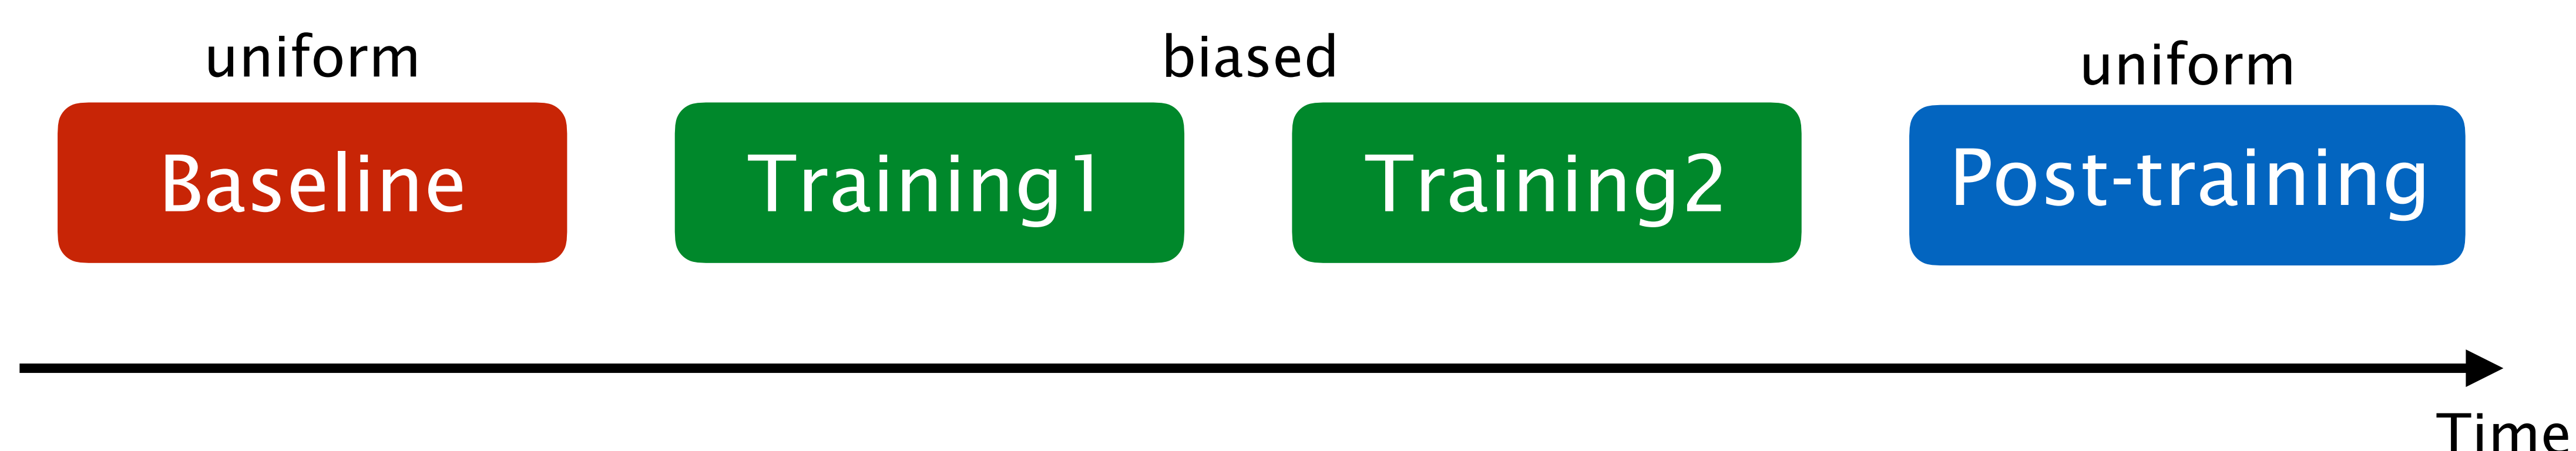 uniform
biased
uniform
Baseline
Training1
Training2
Post-training
Time